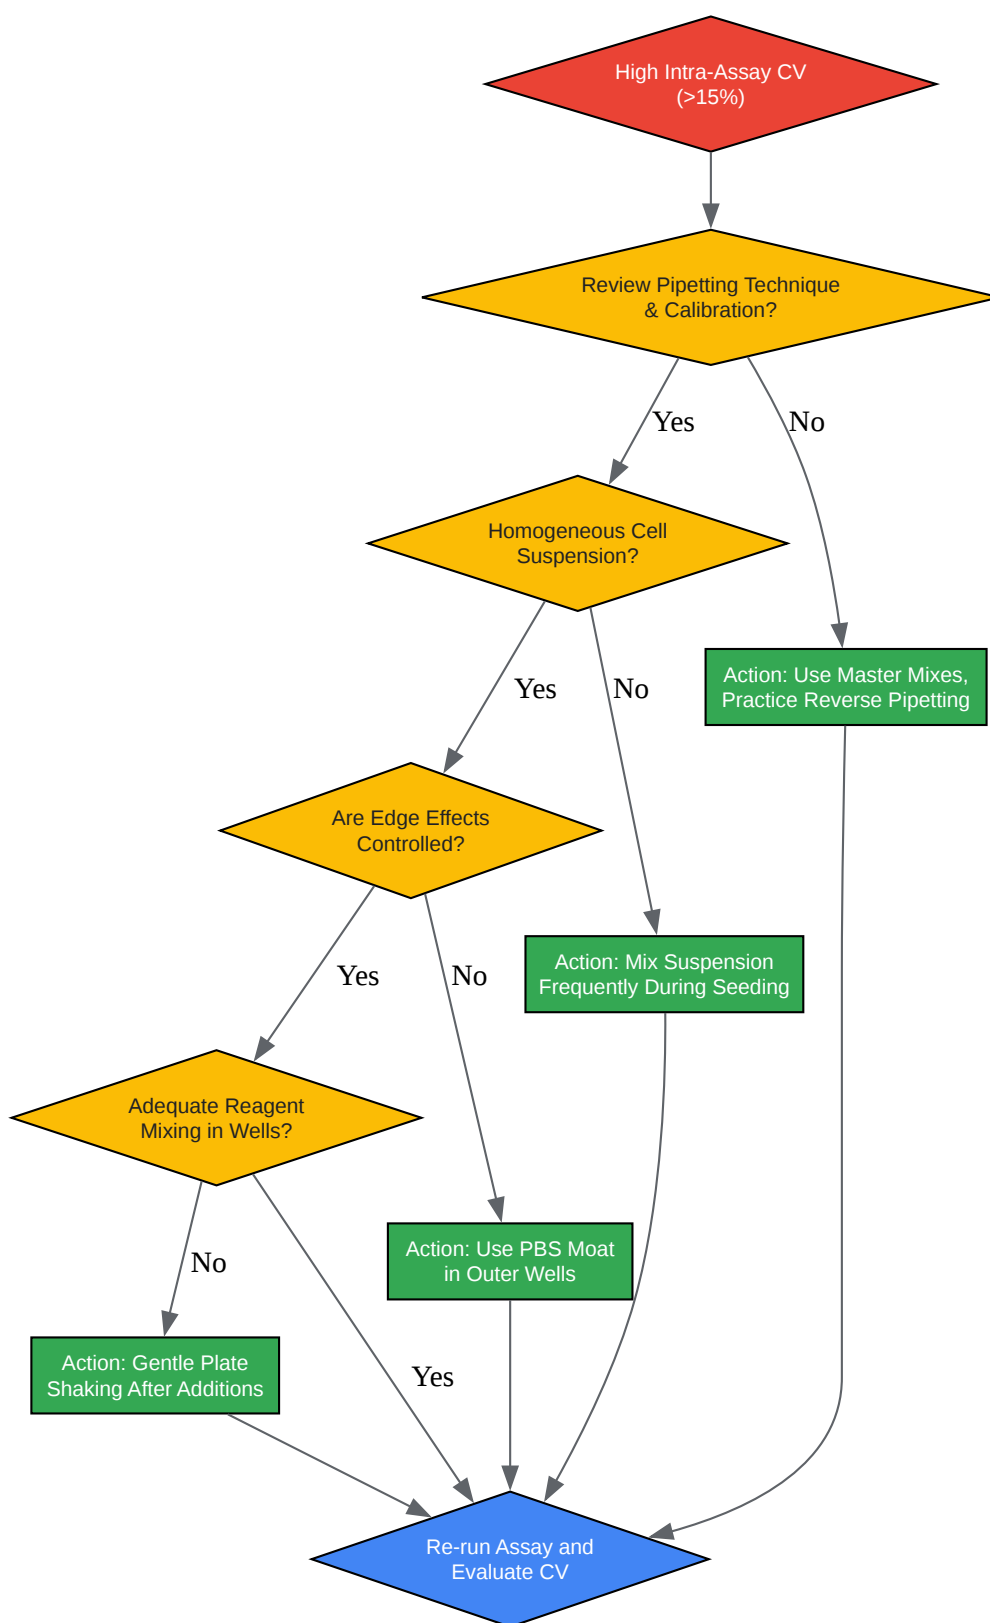 High Intra-Assay CV
(>15%)
Review Pipetting Technique
& Calibration?
Yes
No
Homogeneous Cell
Suspension?
Action: Use Master Mixes,
Practice Reverse Pipetting
Yes
No
Are Edge Effects
Controlled?
Action: Mix Suspension
Frequently During Seeding
Yes
No
Adequate Reagent
Mixing in Wells?
Action: Use PBS Moat
in Outer Wells
No
Action: Gentle Plate
Shaking After Additions
Yes
Re-run Assay and
Evaluate CV